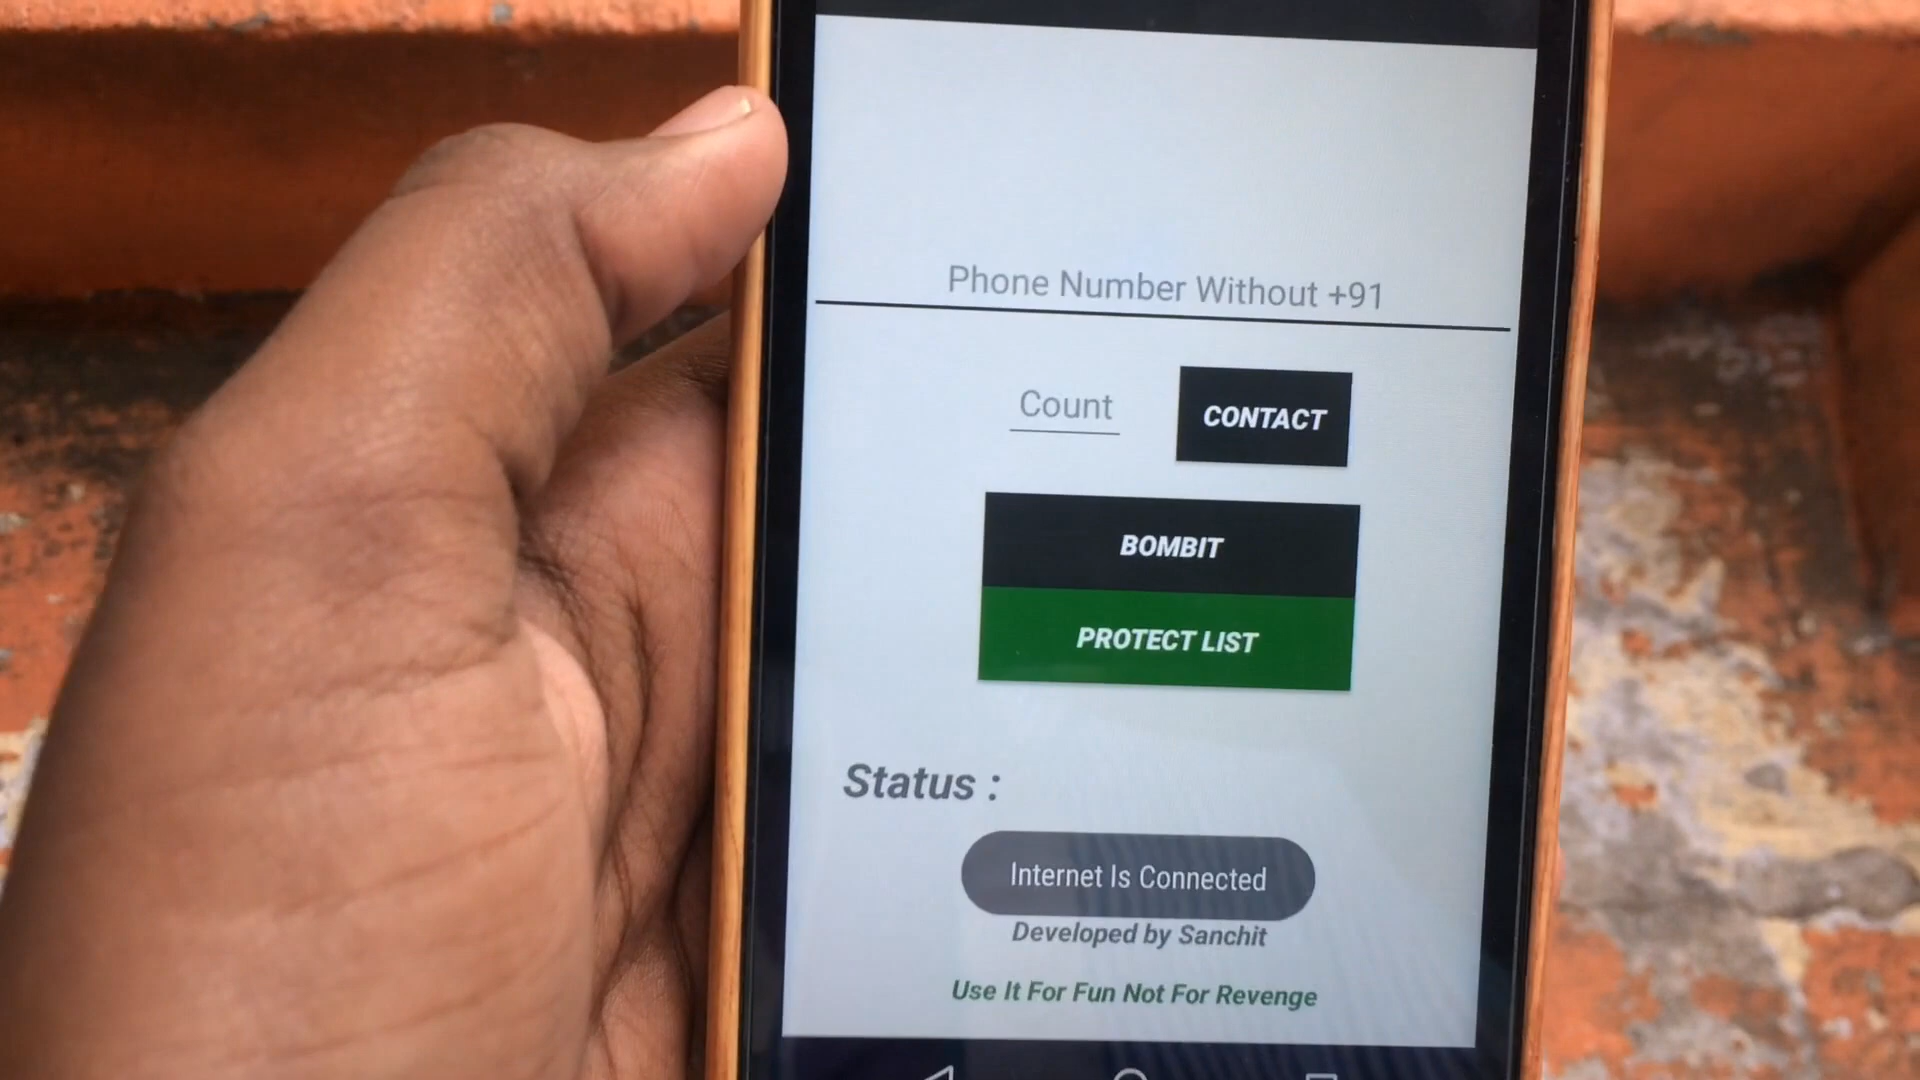 Phone Number Without +91
Count
CONTACT
BOMBIT
PROTECT LIST
Status :
Internet Is Connected
Developed by Sanchit
Use It For Fun Not For Revenge